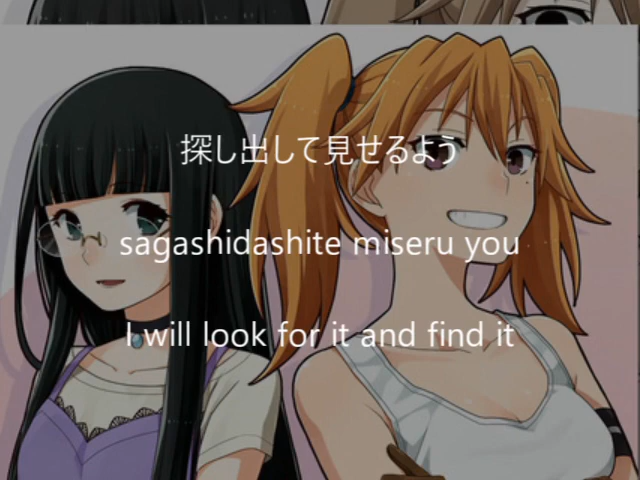 探し出して見せるよう
sagashidashite miseru you
I will look for it and find it